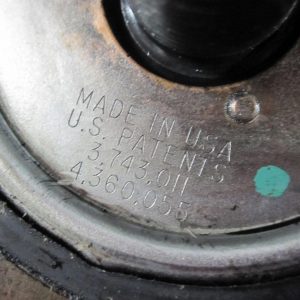 MADE IN USA
U.S. PATENTS
3,743,011
4,360,055